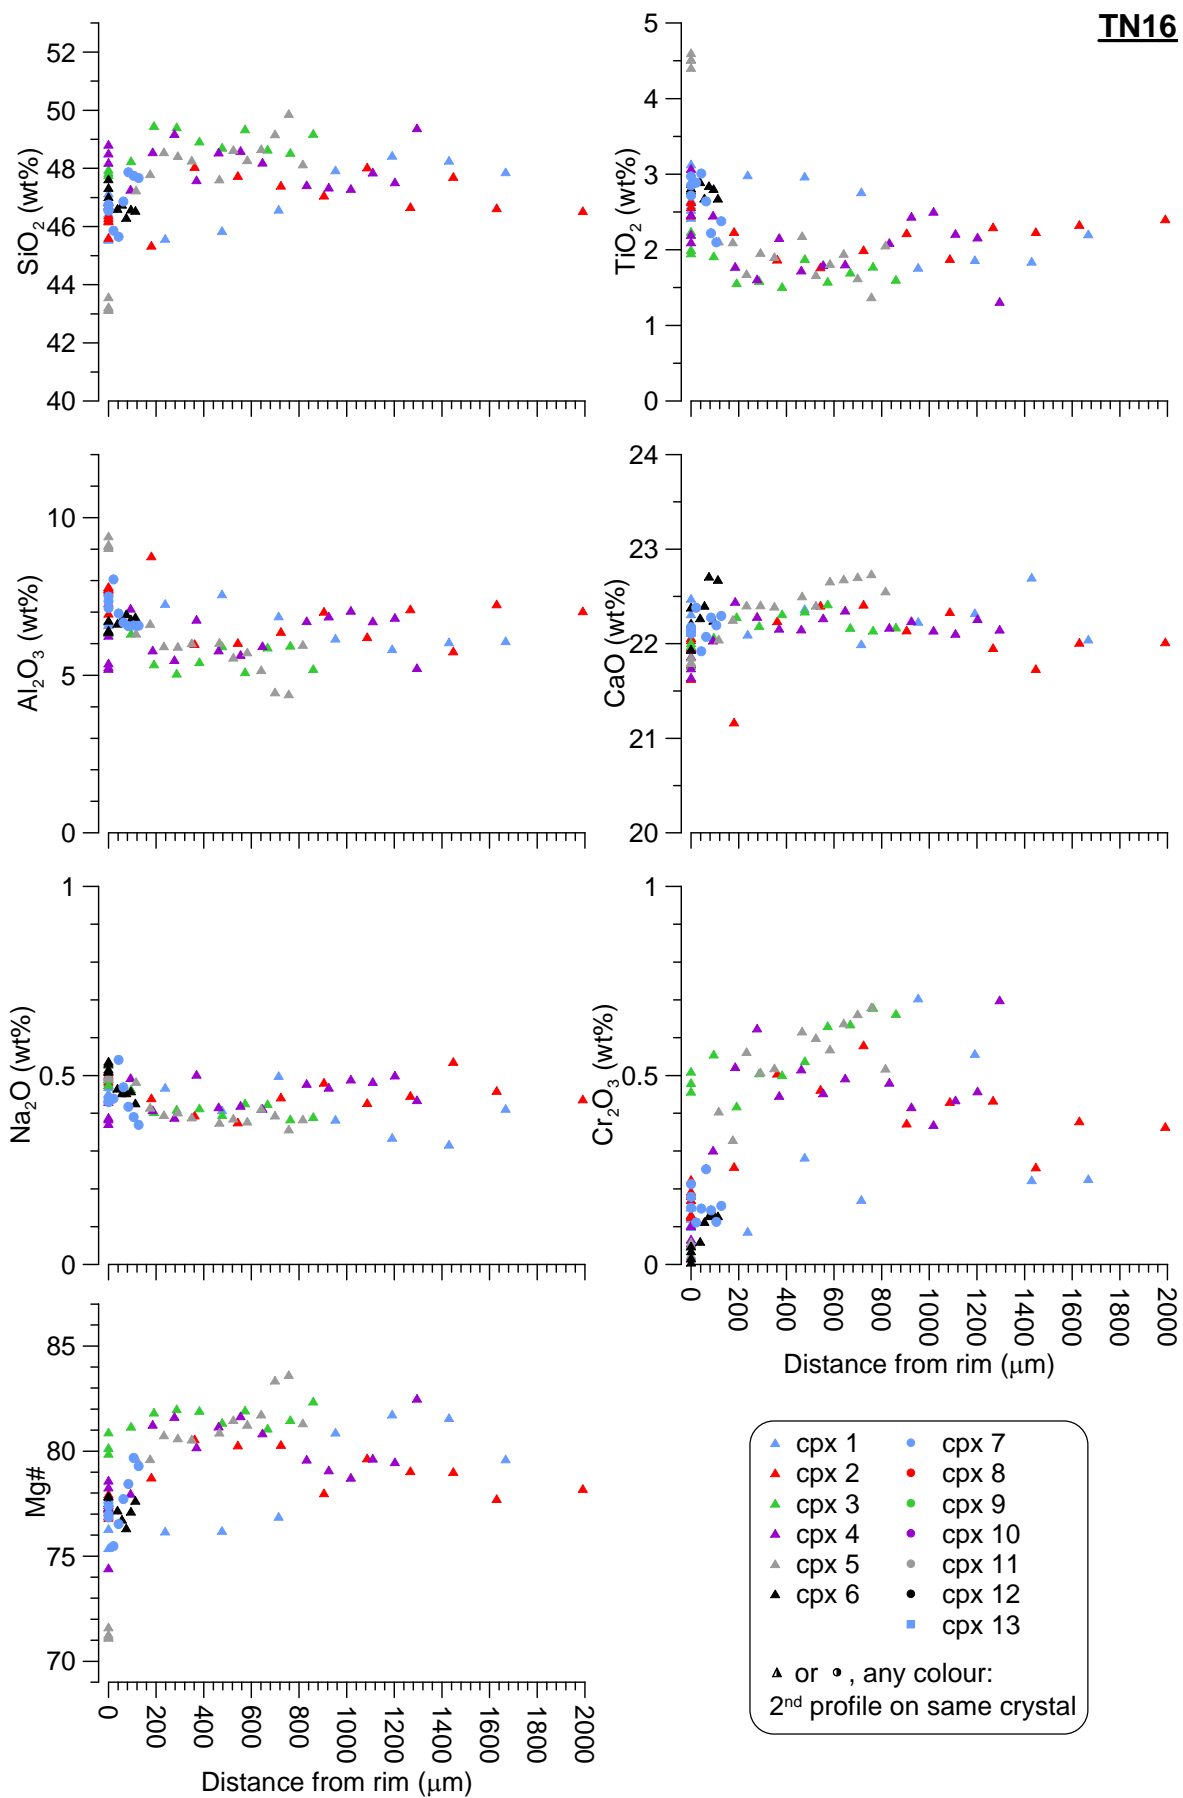 TN16
SiO2 (wt%)
52
50
48
46
44
42
40
TiO2 (wt%)
5
4
3
2
1
0
Al2O3 (wt%)
10
5
0
CaO (wt%)
24
23
22
21
20
Na2O (wt%)
1
0.5
0
Cr2O3 (wt%)
1
0.5
0
0 200 400 600 800 1000 1200 1400 1600 1800 2000
Distance from rim (μm)
Mg#
85
80
75
70
0 200 400 600 800 1000 1200 1400 1600 1800 2000
Distance from rim (μm)
cpx 1 cpx 7
cpx 2 cpx 8
cpx 3 cpx 9
cpx 4 cpx 10
cpx 5 cpx 11
cpx 6 cpx 12
cpx 13
or , any colour:
2nd profile on same crystal